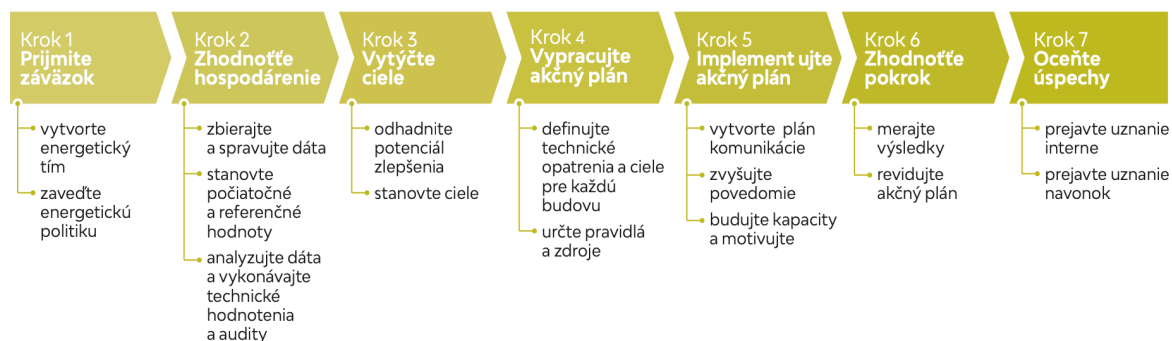 Krok 1
Prijmite
záväzok
vytvorte
energetický
tím
zaveďte
energetickú
politiku
Krok 2
Zhodnoťťe
hospodárenie
zbierajte
a spravujte dáta
stanovte
počiatočné
a referenčné
hodnoty
analyzujte dáta
a vykonávajte
technické
hodnotenia
a audity
Krok 3
Vytýčte
ciele
odhadnite
potenciál
zlepšenia
stanovte ciele
Krok 4
Vypracujte
akčný plán
definujte
technické
opatrenia a ciele
pre každú
budovu
určte pravidlá
a zdroje
Krok 5
Implement ujte
akčný plán
vytvorte plán
komunikácie
zvyšujte
povedomie
budujte kapacity
a motivujte
Krok 6
Zhodnoťťe
pokrok
merajte
výsledky
revidujte
akčný plán
Krok 7
Oceňte
úspechy
prejavte uznanie
interne
prejavte uznanie
navonok